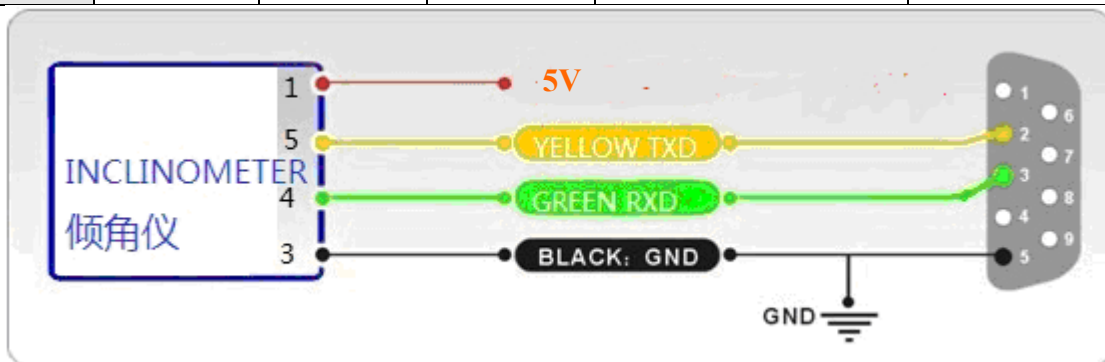 1 5V
5 YELLOW TXD
INCLINOMETER
倾角仪
4 GREEN RXD
3 BLACK: GND
GND
1
6
2
7
3
8
4
9
5